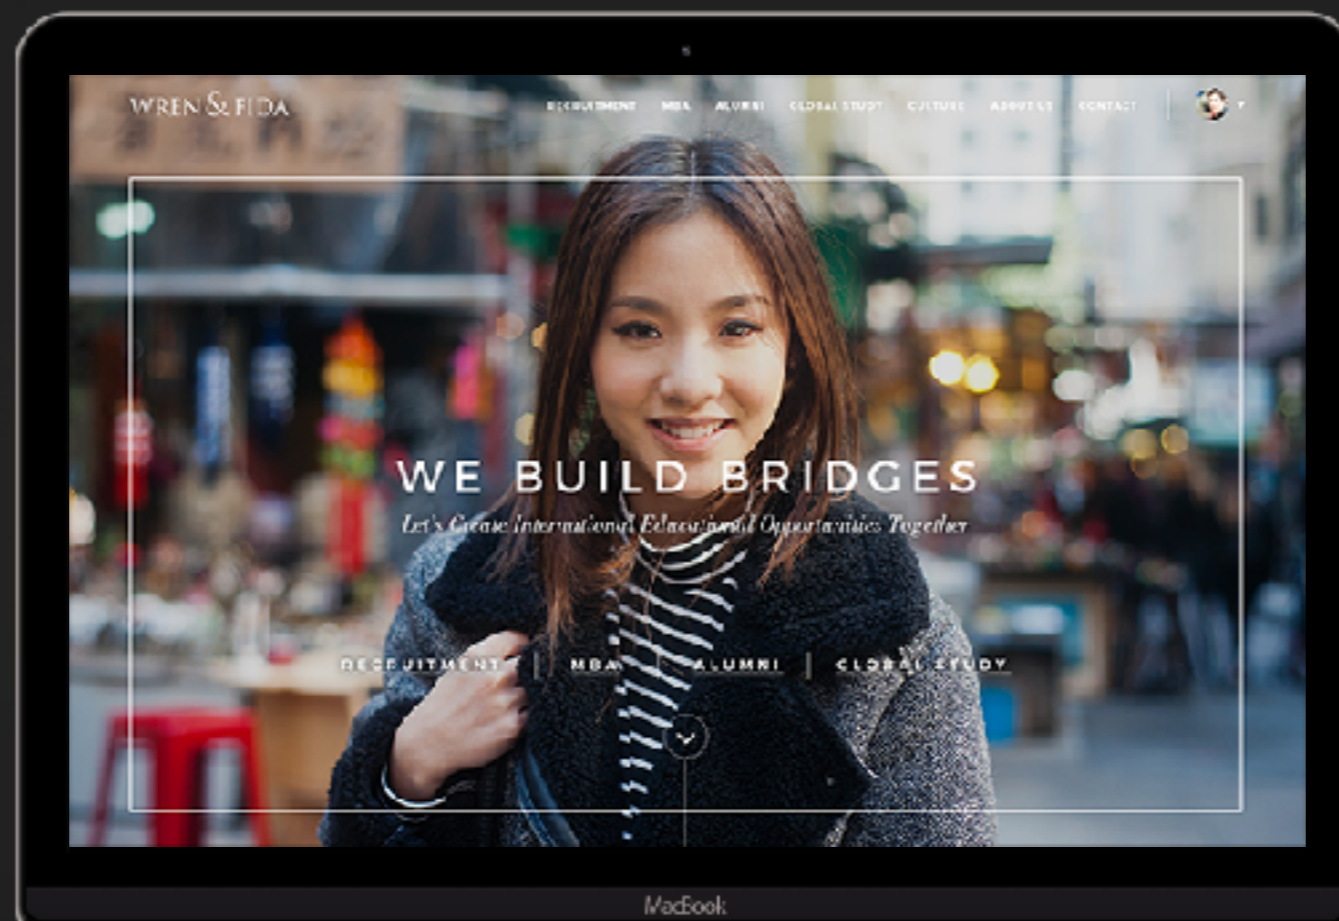 WREN & FIDA
RECRUITMENT MBA ALUMNI GLOBAL STUDY CULTURE ABOUT US CONTACT
WE BUILD BRIDGES
Let's Create International Educational Opportunities Together
RECRUITMENT | MBA | ALUMNI | GLOBAL STUDY
MacBook